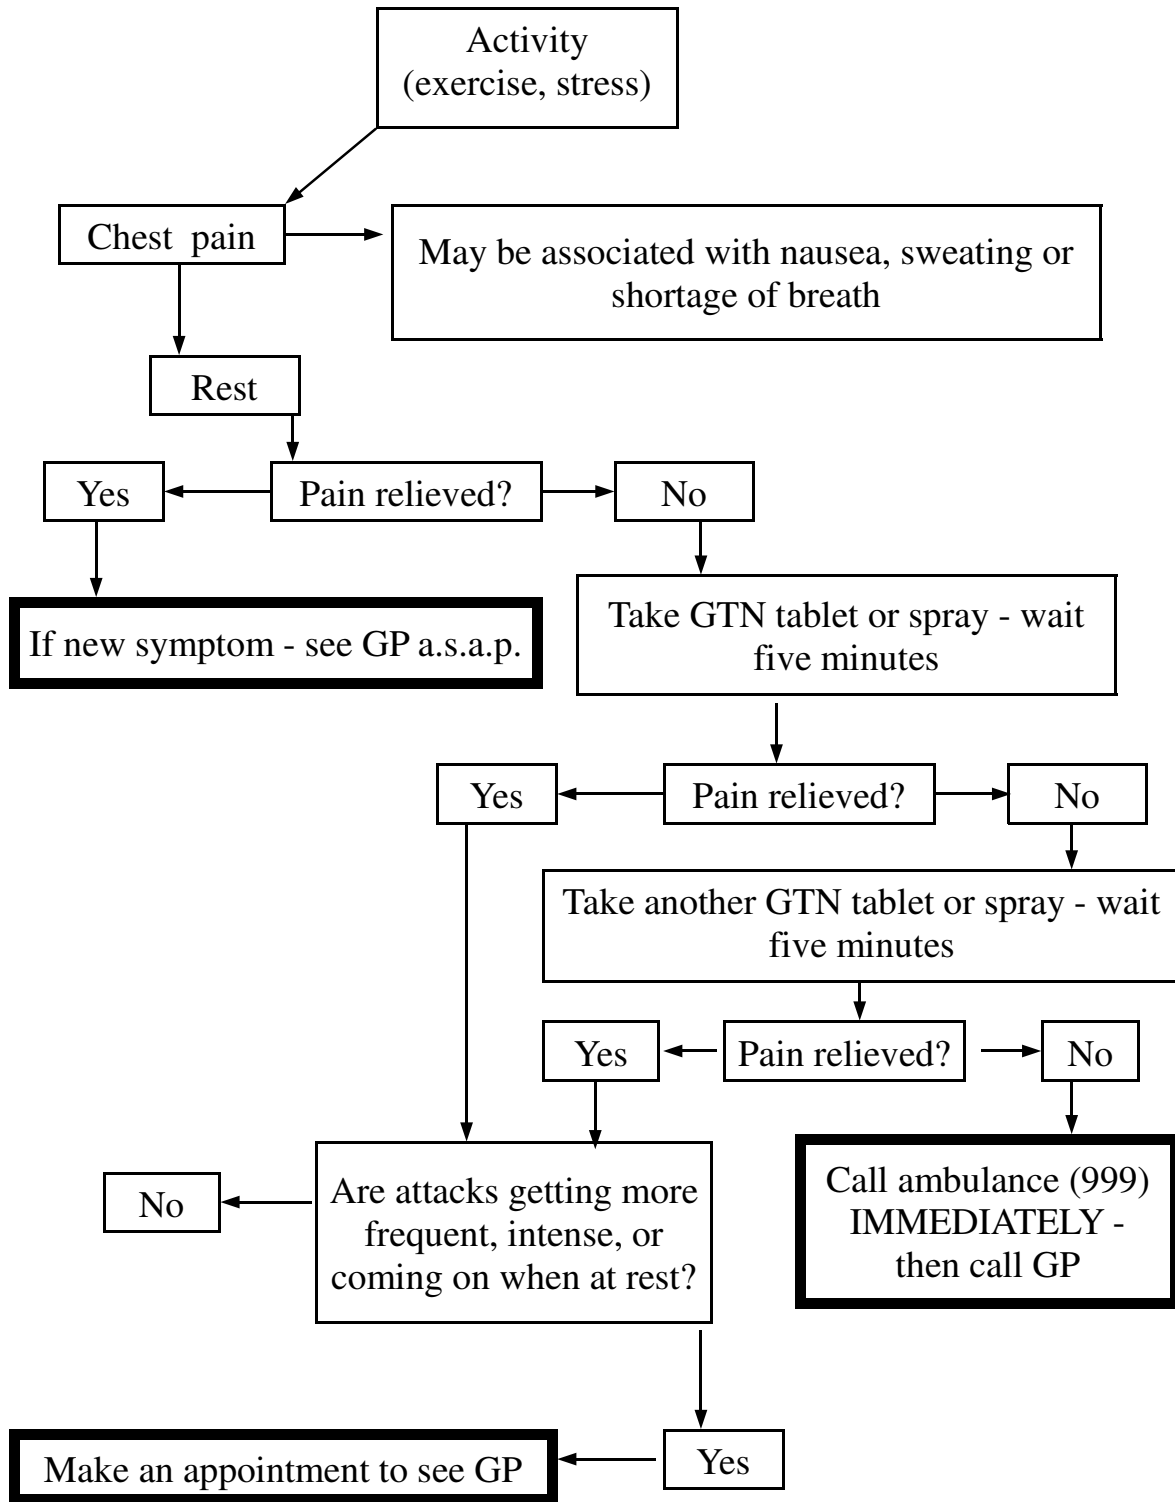 Activity
(exercise, stress)
Chest pain
May be associated with nausea, sweating or
shortage of breath
Rest
Yes
Pain relieved?
No
If new symptom - see GP a.s.a.p.
Take GTN tablet or spray - wait
five minutes
Yes
Pain relieved?
No
Take another GTN tablet or spray - wait
five minutes
Yes
Pain relieved?
No
No
Are attacks getting more
frequent, intense, or
coming on when at rest?
Call ambulance (999)
IMMEDIATELY -
then call GP
Make an appointment to see GP
Yes